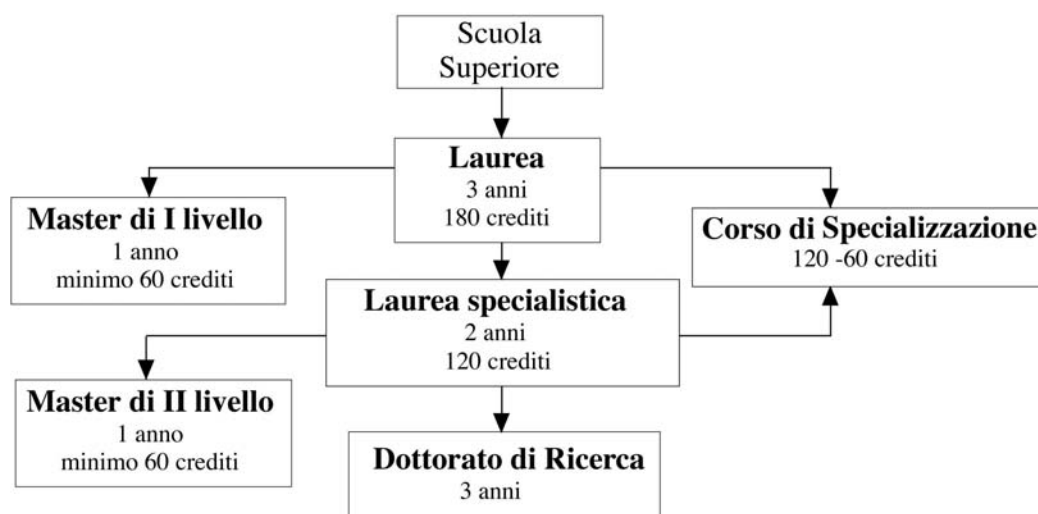 Scuola
Superiore
Laurea
3 anni
180 crediti
Master di I livello
1 anno
minimo 60 crediti
Corso di Specializzazione
120 -60 crediti
Laurea specialistica
2 anni
120 crediti
Master di II livello
1 anno
minimo 60 crediti
Dottorato di Ricerca
3 anni